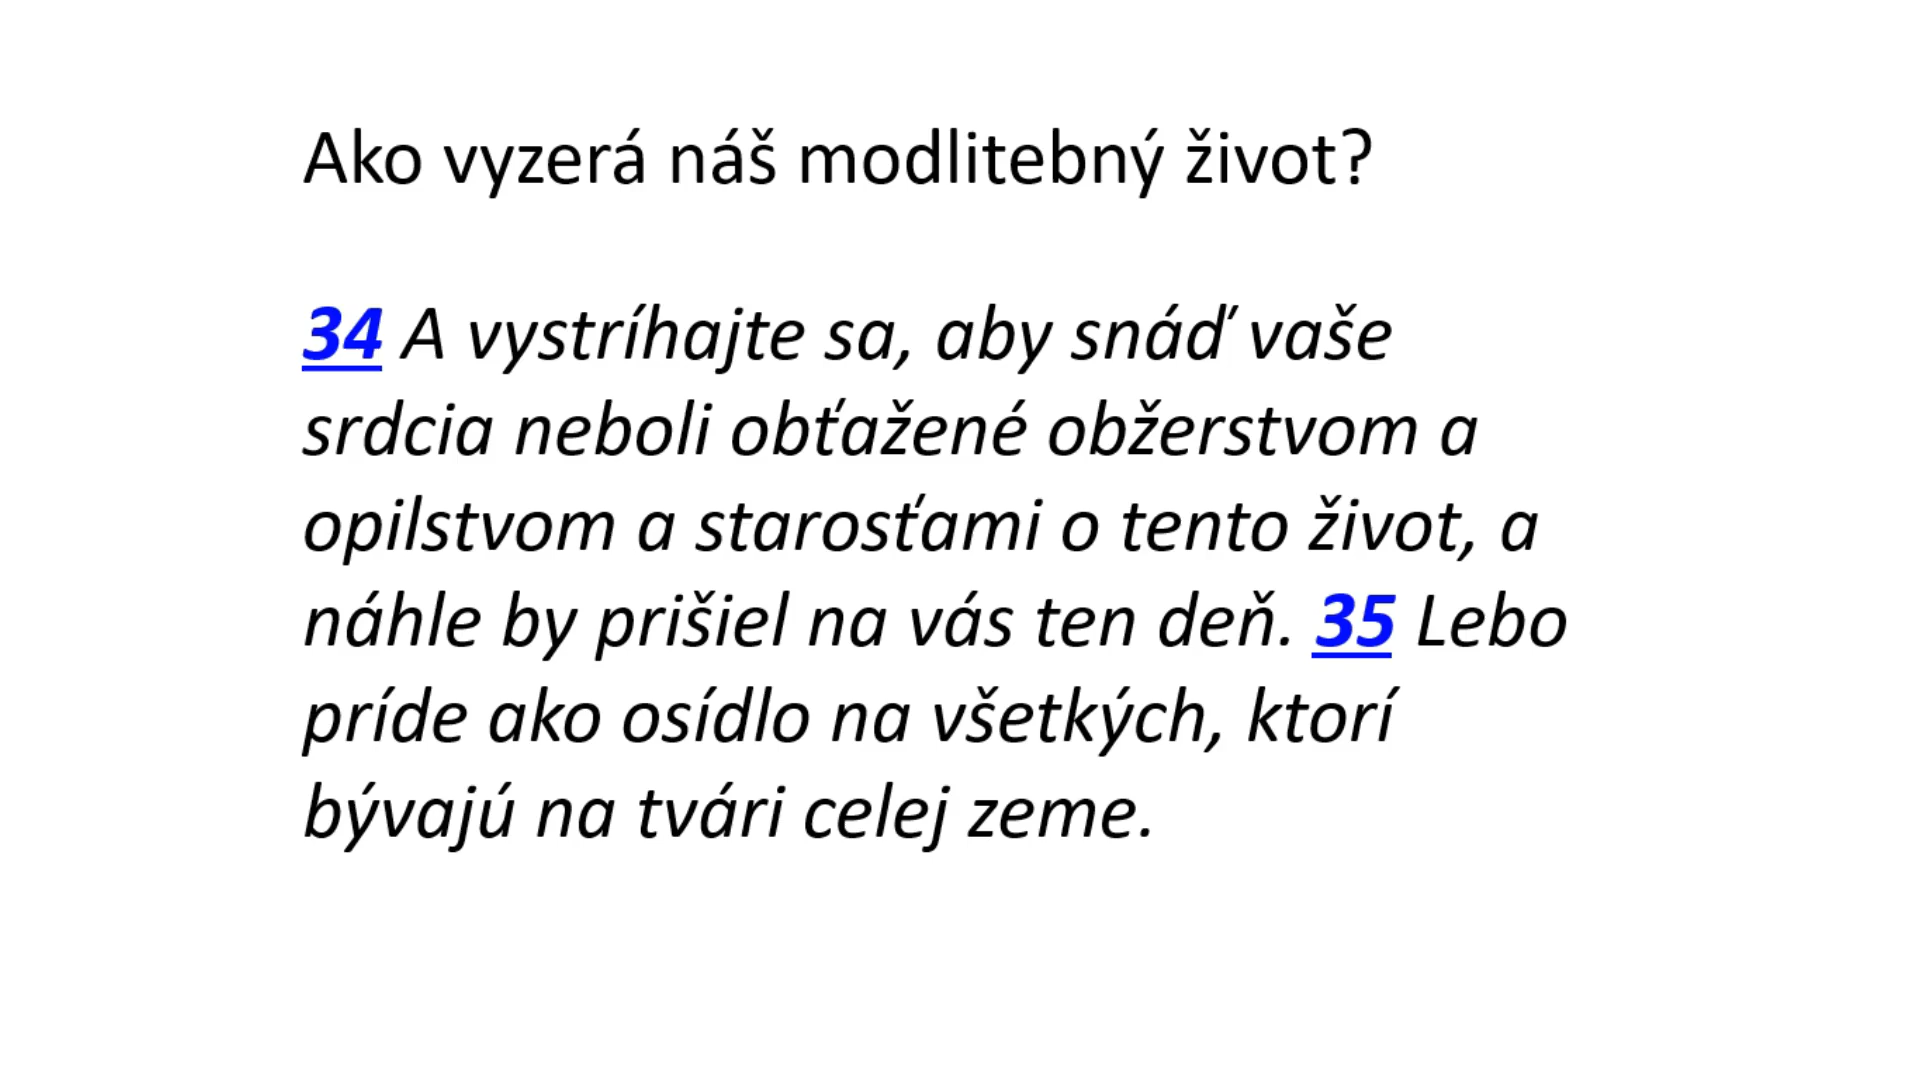 Ako vyzerá náš modlitebný život?
34 A vystríhajte sa, aby snáď vaše
srdcia neboli obťažené obžerstvom a
opilstvom a starosťami o tento život, a
náhle by prišiel na vás ten deň. 35 Lebo
príde ako osídlo na všetkých, ktorí
bývajú na tvári celej zeme.